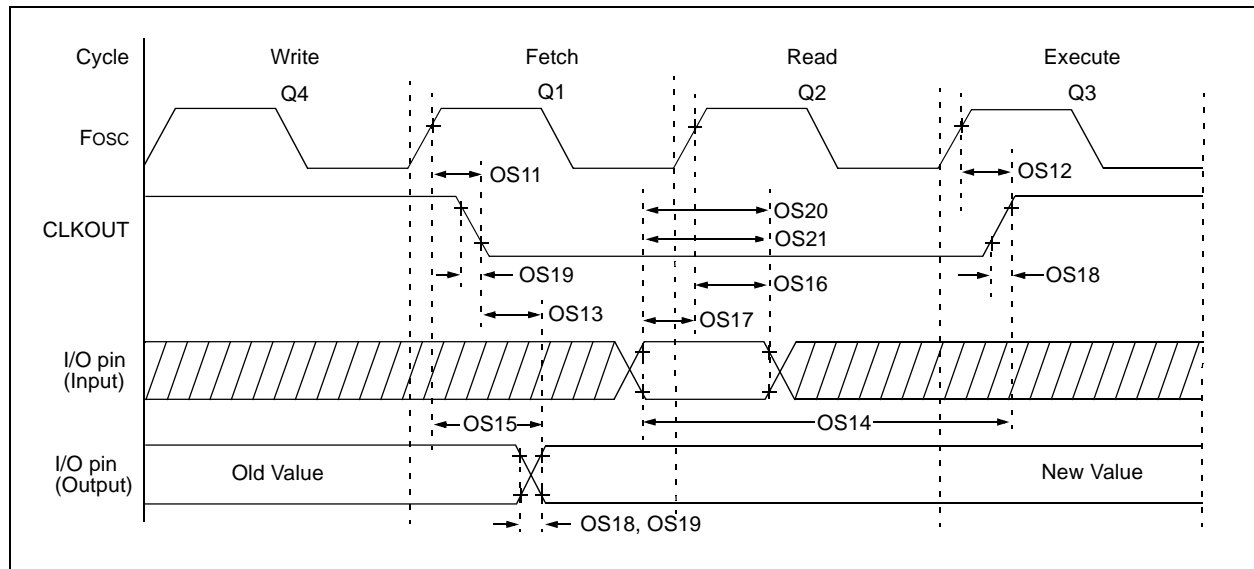 Cycle Write Fetch Read Execute
Q4 Q1 Q2 Q3
FOSC
OS11 OS12
OS20
CLKOUT
OS21
OS19 OS16 OS18
OS13 OS17
I/O pin
(Input)
OS15 OS14
I/O pin
(Output)
Old Value New Value
OS18, OS19